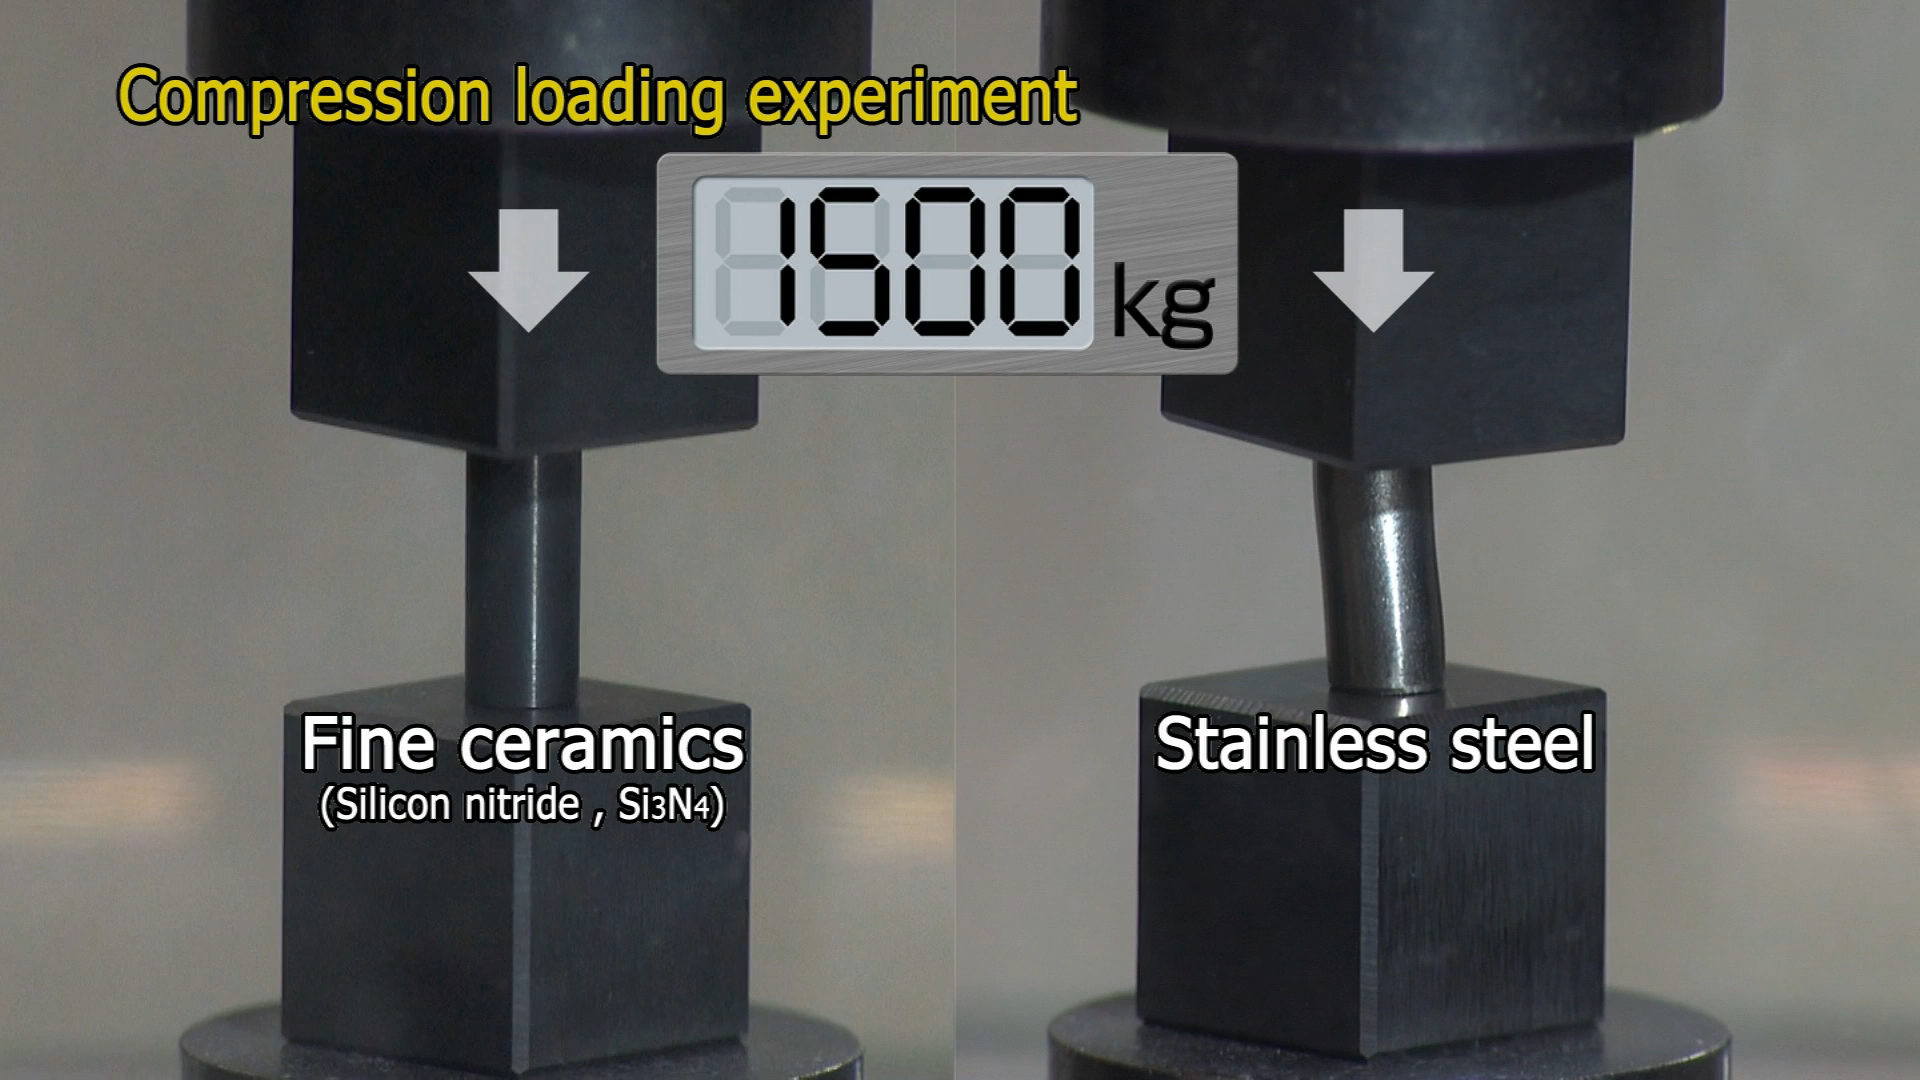 Compression loading experiment
1500 kg
Fine ceramics
(Silicon nitride , Si3N4)
Stainless steel